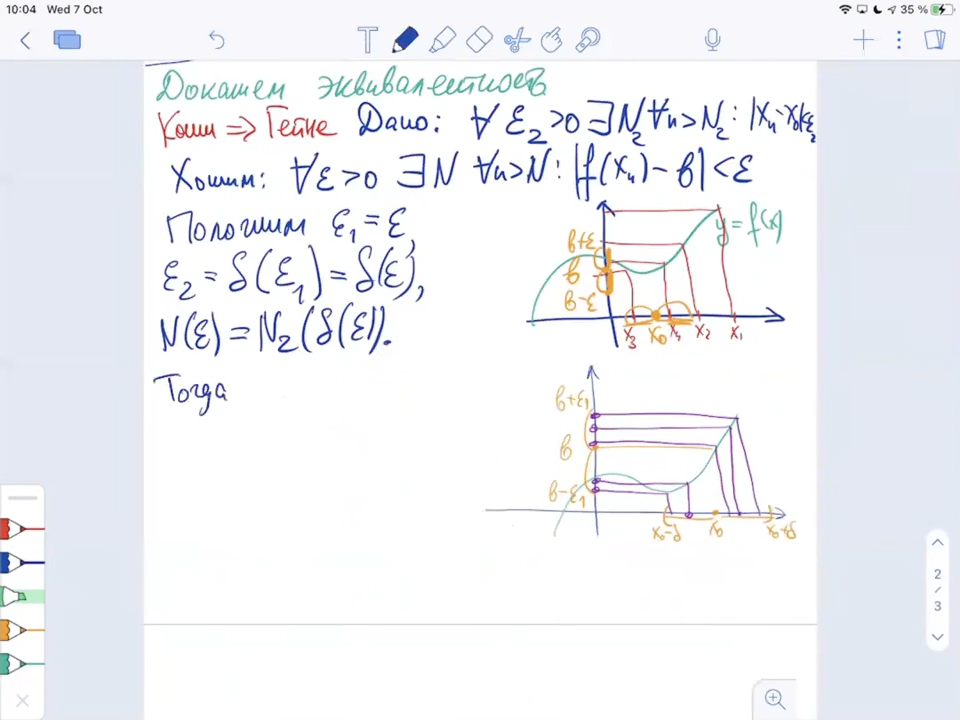 10:04 Wed 7 Oct
35 %
T
Докажем эквивалентность
Коши => Гейне Дано: ∀ ε₂>0 ∃N₂ ∀n>N₂: |xₙ-x₀|<ε₂
Хотим: ∀ε>0 ∃N ∀n>N: |f(xₙ)-b|<ε
Положим ε₁=ε,
ε₂=δ(ε₁)=δ(ε),
N(ε)=N₂(δ(ε)).
Тогда
y=f(x)
b+ε
b
b-ε
x₃ x₀ x₄ x₂ x₁
b+ε₁
b
b-ε₁
x₀-δ x₀ x₀+δ
2
/
3